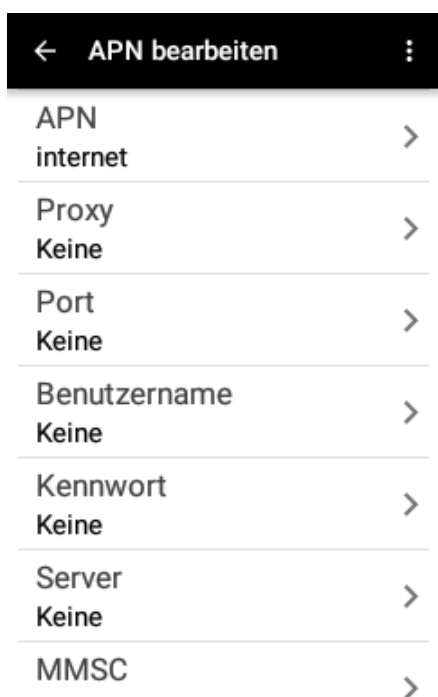 APN bearbeiten
APN
internet
Proxy
Keine
Port
Keine
Benutzername
Keine
Kennwort
Keine
Server
Keine
MMSC